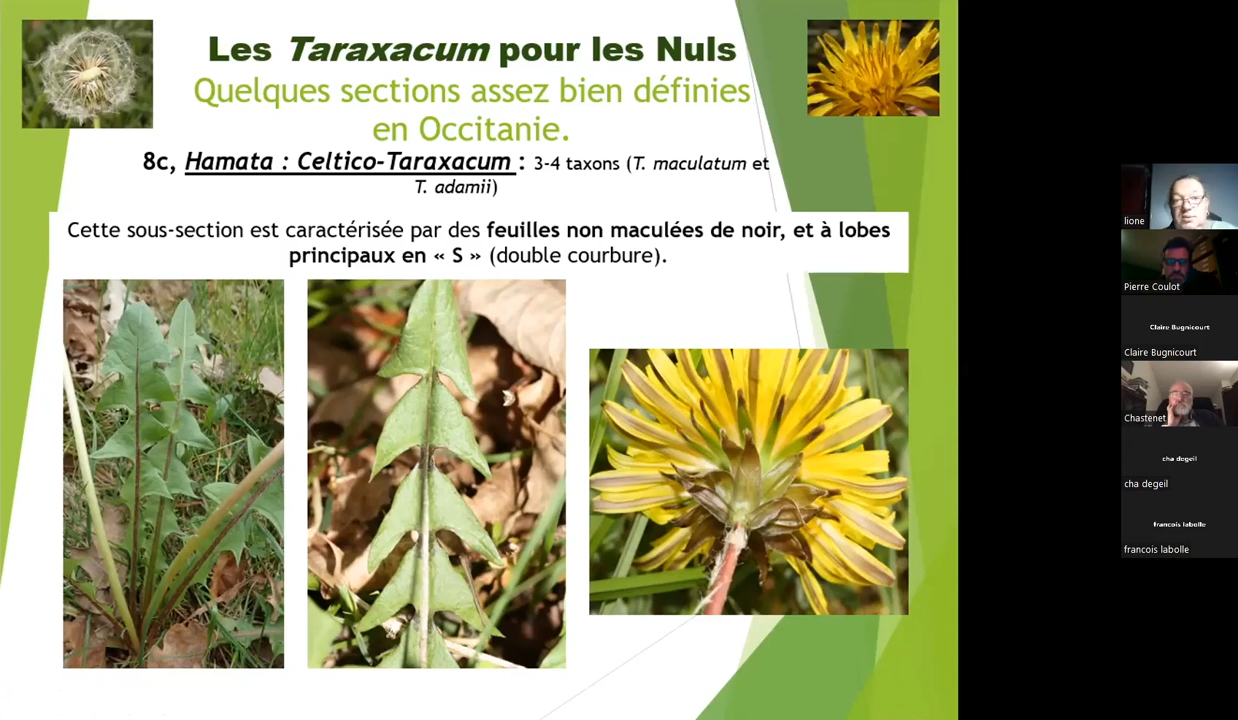 Les Taraxacum pour les Nuls
Quelques sections assez bien définies
en Occitanie.
8c, Hamata : Celtico-Taraxacum : 3-4 taxons (T. maculatum et
T. adamii)
Cette sous-section est caractérisée par des feuilles non maculées de noir, et à lobes
principaux en « S » (double courbure).
lione
Pierre Coulot
Claire Bugnicourt
Claire Bugnicourt
Chastenet
cha degeil
cha degeil
francois labolle
francois labolle